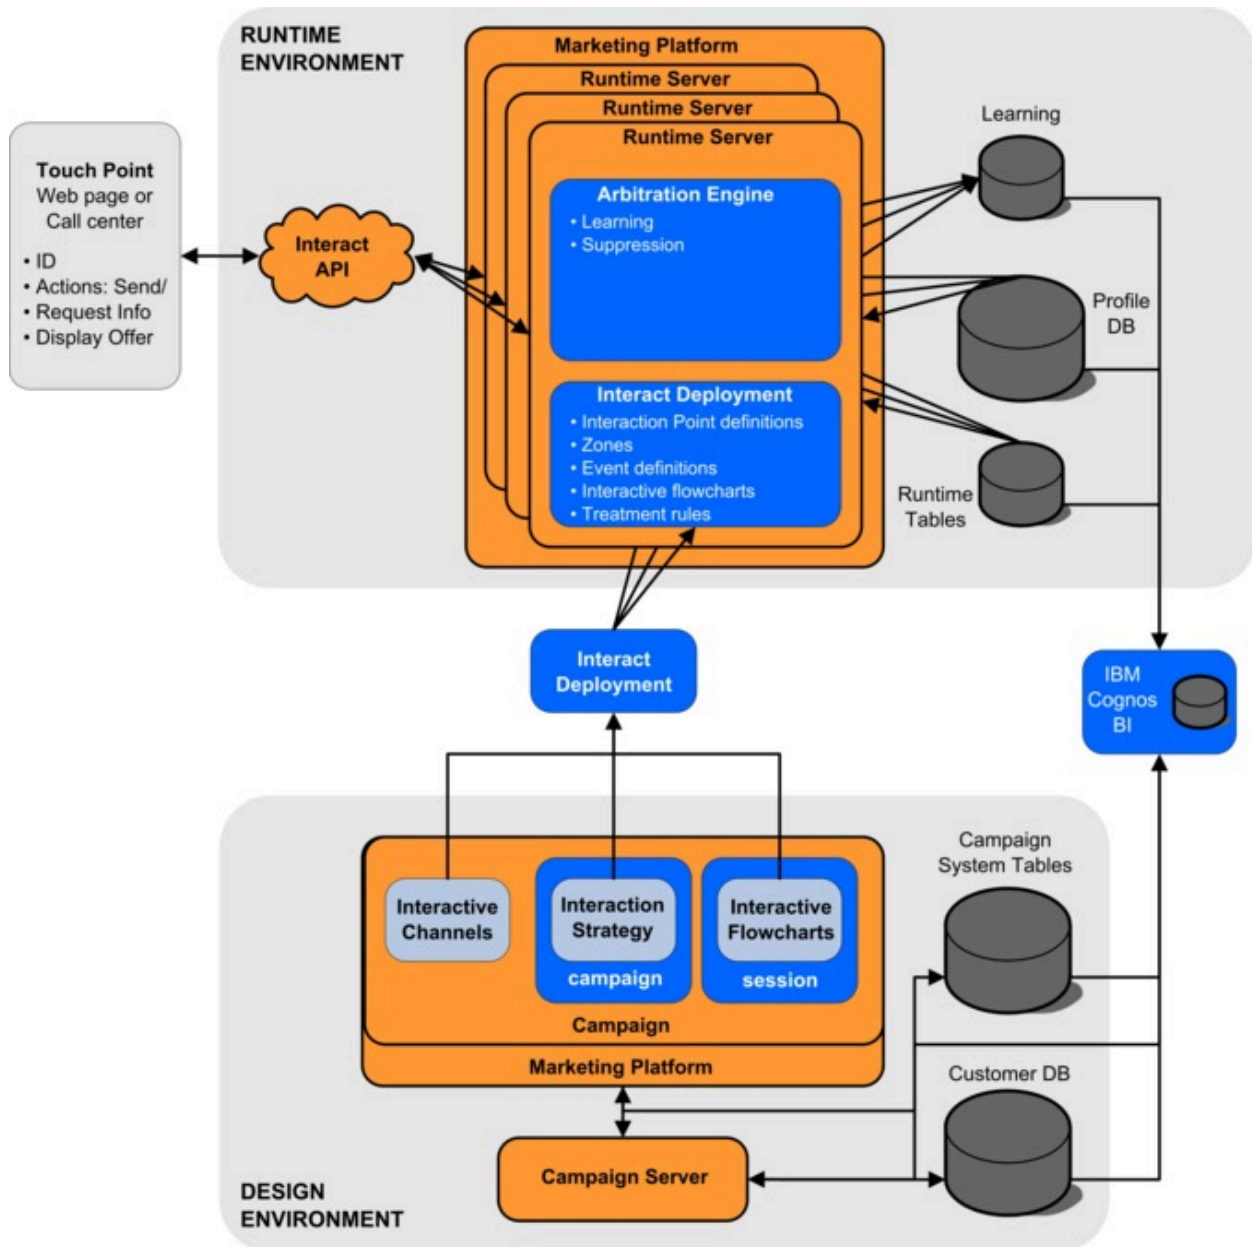 RUNTIME
ENVIRONMENT
Marketing Platform
Runtime Server
Runtime Server
Runtime Server
Touch Point
Web page or
Call center
• ID
• Actions: Send/
• Request Info
• Display Offer
Interact
API
Arbitration Engine
• Learning
• Suppression
Interact Deployment
• Interaction Point definitions
• Zones
• Event definitions
• Interactive flowcharts
• Treatment rules
Learning
Profile
DB
Runtime
Tables
Interact
Deployment
IBM
Cognos
BI
Interactive
Channels
Interaction
Strategy
campaign
Interactive
Flowcharts
session
Campaign
Marketing Platform
Campaign
System Tables
Customer DB
Campaign Server
DESIGN
ENVIRONMENT